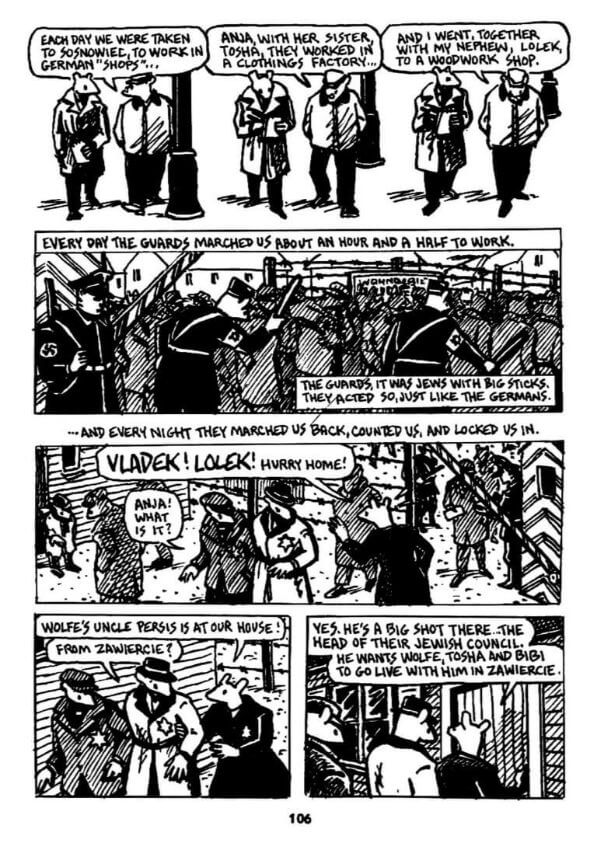 EACH DAY WE WERE TAKEN
TO SOSNOWIEC, TO WORK IN
GERMAN "SHOPS"...
ANJA, WITH HER SISTER,
TOSHA, THEY WORKED IN
A CLOTHINGS FACTORY...
AND I WENT, TOGETHER
WITH MY NEPHEW, LOLEK,
TO A WOODWORK SHOP.
EVERY DAY THE GUARDS MARCHED US ABOUT AN HOUR AND A HALF TO WORK.
THE GUARDS, IT WAS JEWS WITH BIG STICKS.
THEY ACTED SO, JUST LIKE THE GERMANS.
...AND EVERY NIGHT THEY MARCHED US BACK, COUNTED US, AND LOCKED US IN.
VLADEK! LOLEK! HURRY HOME!
ANJA!
WHAT
IS IT?
WOLFE'S UNCLE PERSIS IS AT OUR HOUSE!
FROM ZAWIERCIE?
YES. HE'S A BIG SHOT THERE...THE
HEAD OF THEIR JEWISH COUNCIL.
HE WANTS WOLFE, TOSHA AND BIBI
TO GO LIVE WITH HIM IN ZAWIERCIE.
106